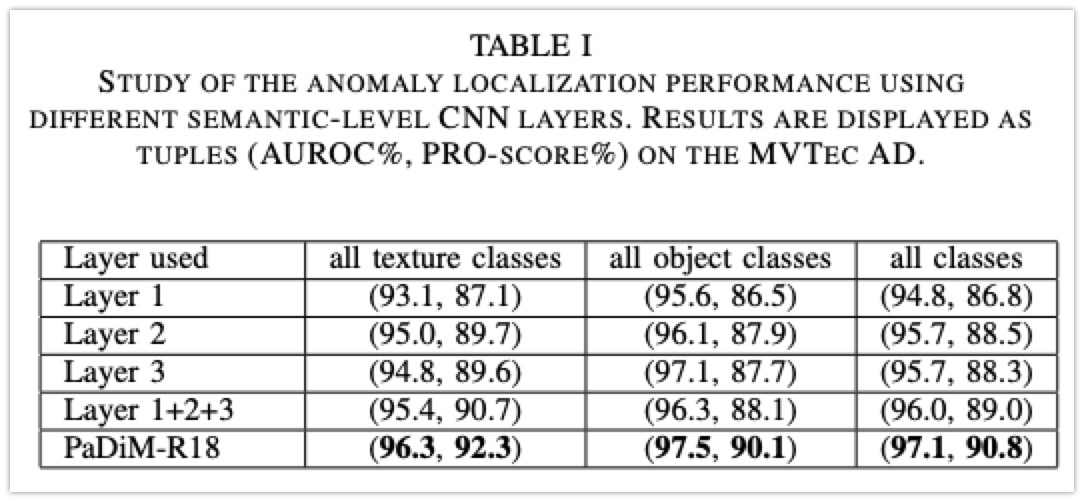 TABLE I
STUDY OF THE ANOMALY LOCALIZATION PERFORMANCE USING
DIFFERENT SEMANTIC-LEVEL CNN LAYERS. RESULTS ARE DISPLAYED AS
TUPLES (AUROC%, PRO-SCORE%) ON THE MVTEC AD.
Layer used all texture classes all object classes all classes
Layer 1 (93.1, 87.1) (95.6, 86.5) (94.8, 86.8)
Layer 2 (95.0, 89.7) (96.1, 87.9) (95.7, 88.5)
Layer 3 (94.8, 89.6) (97.1, 87.7) (95.7, 88.3)
Layer 1+2+3 (95.4, 90.7) (96.3, 88.1) (96.0, 89.0)
PaDiM-R18 (96.3, 92.3) (97.5, 90.1) (97.1, 90.8)